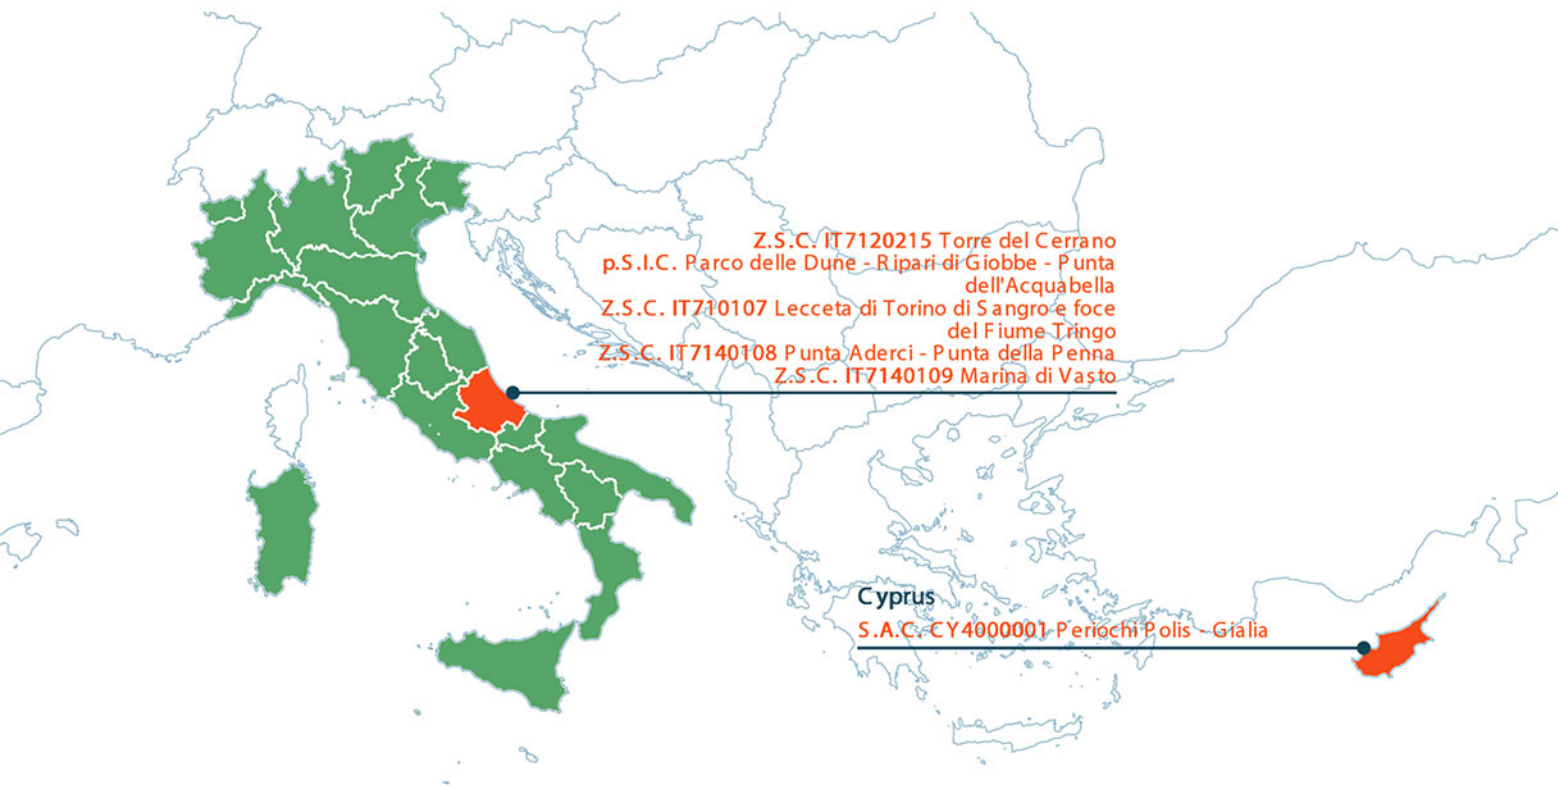 Z.S.C. IT7120215 Torre del Cerrano
p.S.I.C. Parco delle Dune - Ripari di Giobbe - Punta
dell'Acquabella
Z.S.C. IT710107 Lecceta di Torino di Sangro e foce
del Fiume Tringo
Z.S.C. IT7140108 Punta Aderci - Punta della Penna
Z.S.C. IT7140109 Marina di Vasto
Cyprus
S.A.C. CY4000001 Periochi Polis - Gialia